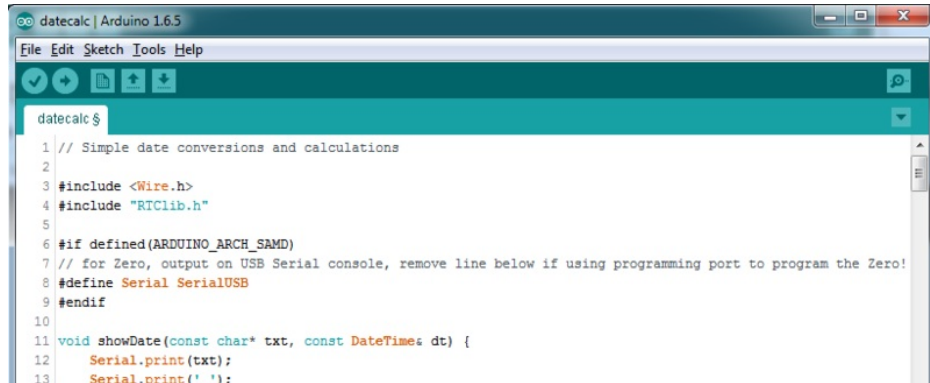 datecalc | Arduino 1.6.5
File Edit Sketch Tools Help
datecalc §
1 // Simple date conversions and calculations
2
3 #include <Wire.h>
4 #include "RTClib.h"
5
6 #if defined(ARDUINO_ARCH_SAMD)
7 // for Zero, output on USB Serial console, remove line below if using programming port to program the Zero!
8 #define Serial SerialUSB
9 #endif
10
11 void showDate(const char* txt, const DateTime& dt) {
12     Serial.print(txt);
13     Serial.print(' ');